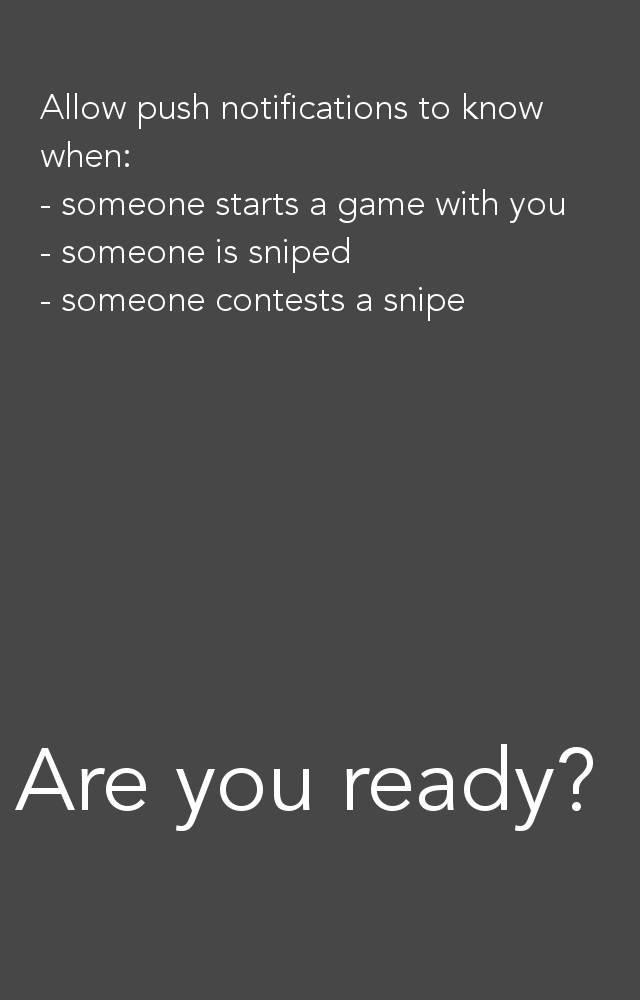 Allow push notifications to know
when:
- someone starts a game with you
- someone is sniped
- someone contests a snipe
Are you ready?